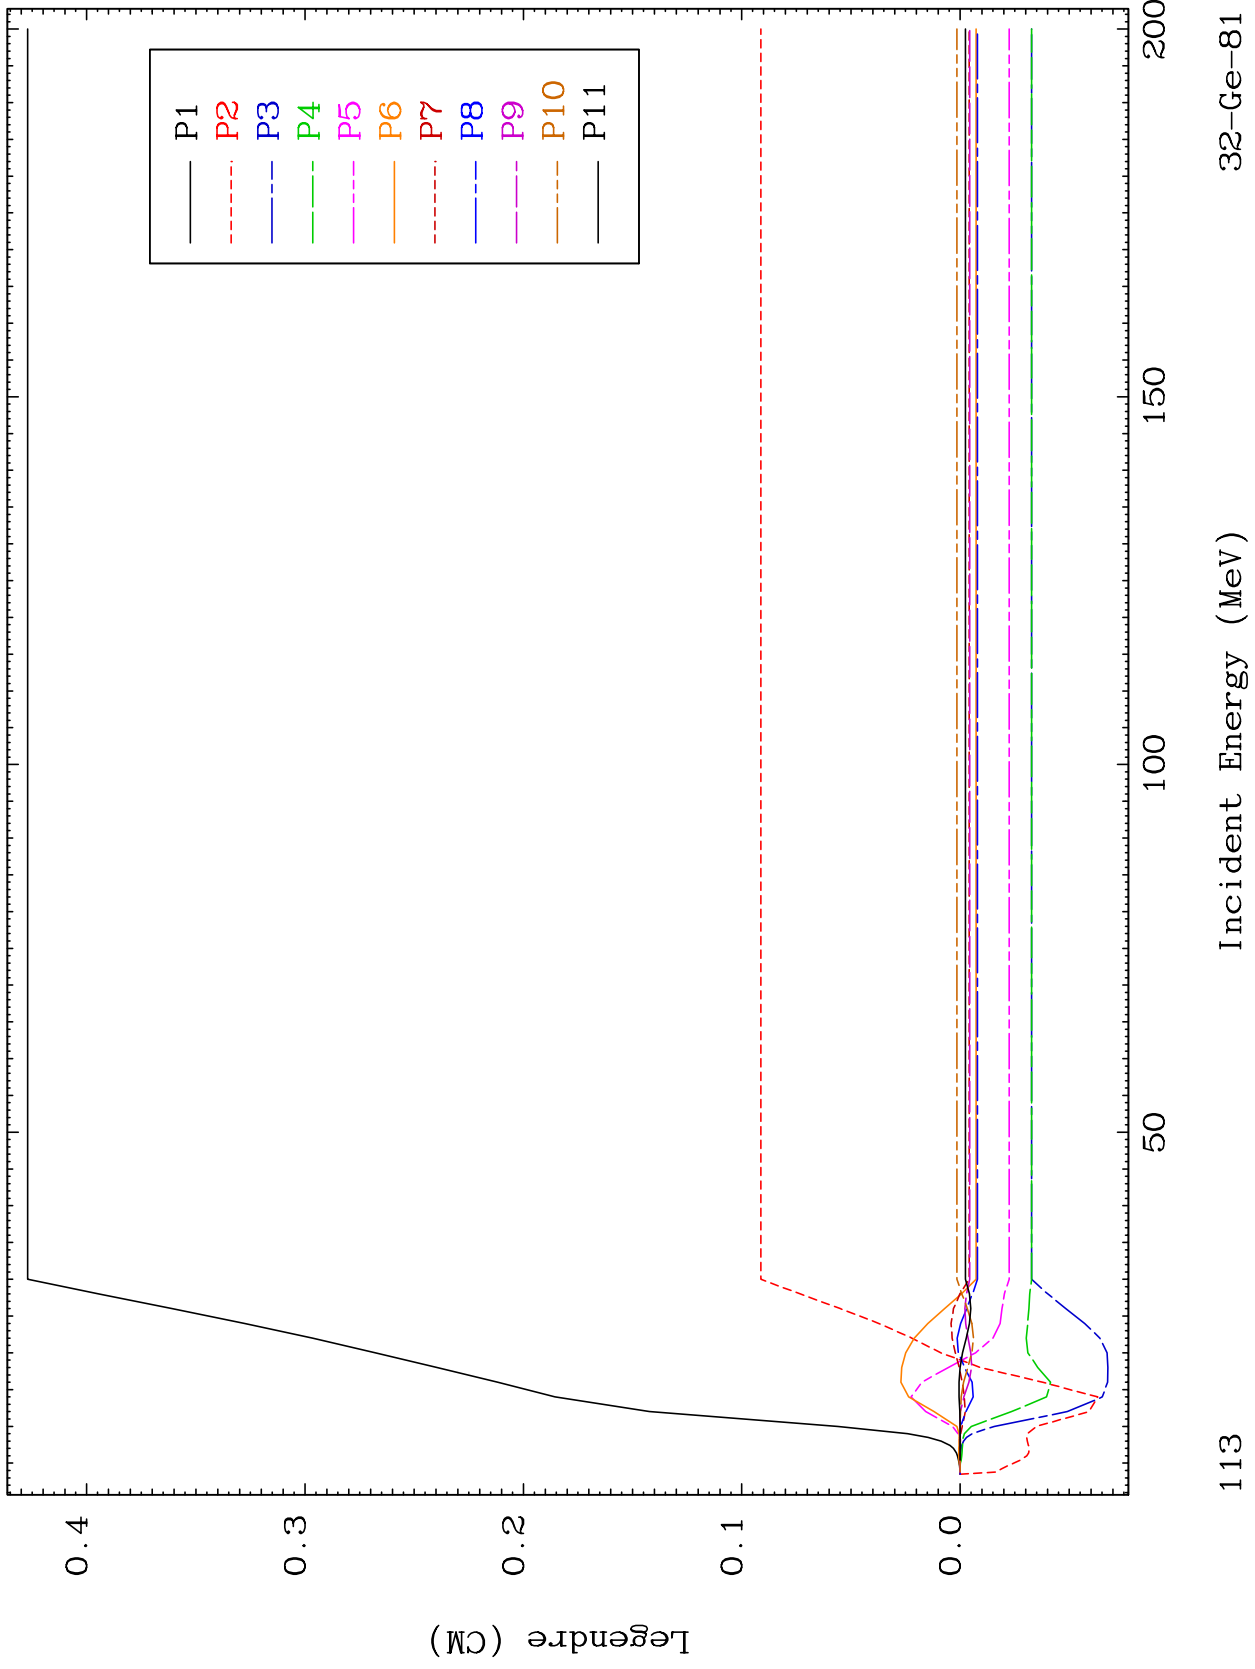 Legendre (CM)
0.4
0.3
0.2
0.1
0.0
P1
P2
P3
P4
P5
P6
P7
P8
P9
P10
P11
50
100
150
200
113
Incident Energy (MeV)
32-Ge-81